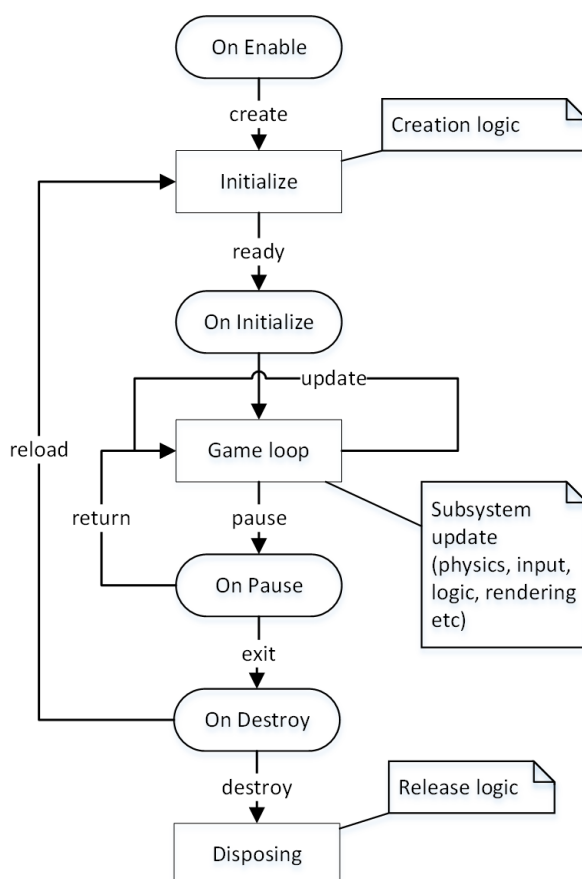 On Enable
create
Creation logic
Initialize
ready
On Initialize
update
reload
Game loop
return
pause
Subsystem
update
(physics, input,
logic, rendering
etc)
On Pause
exit
On Destroy
destroy
Release logic
Disposing